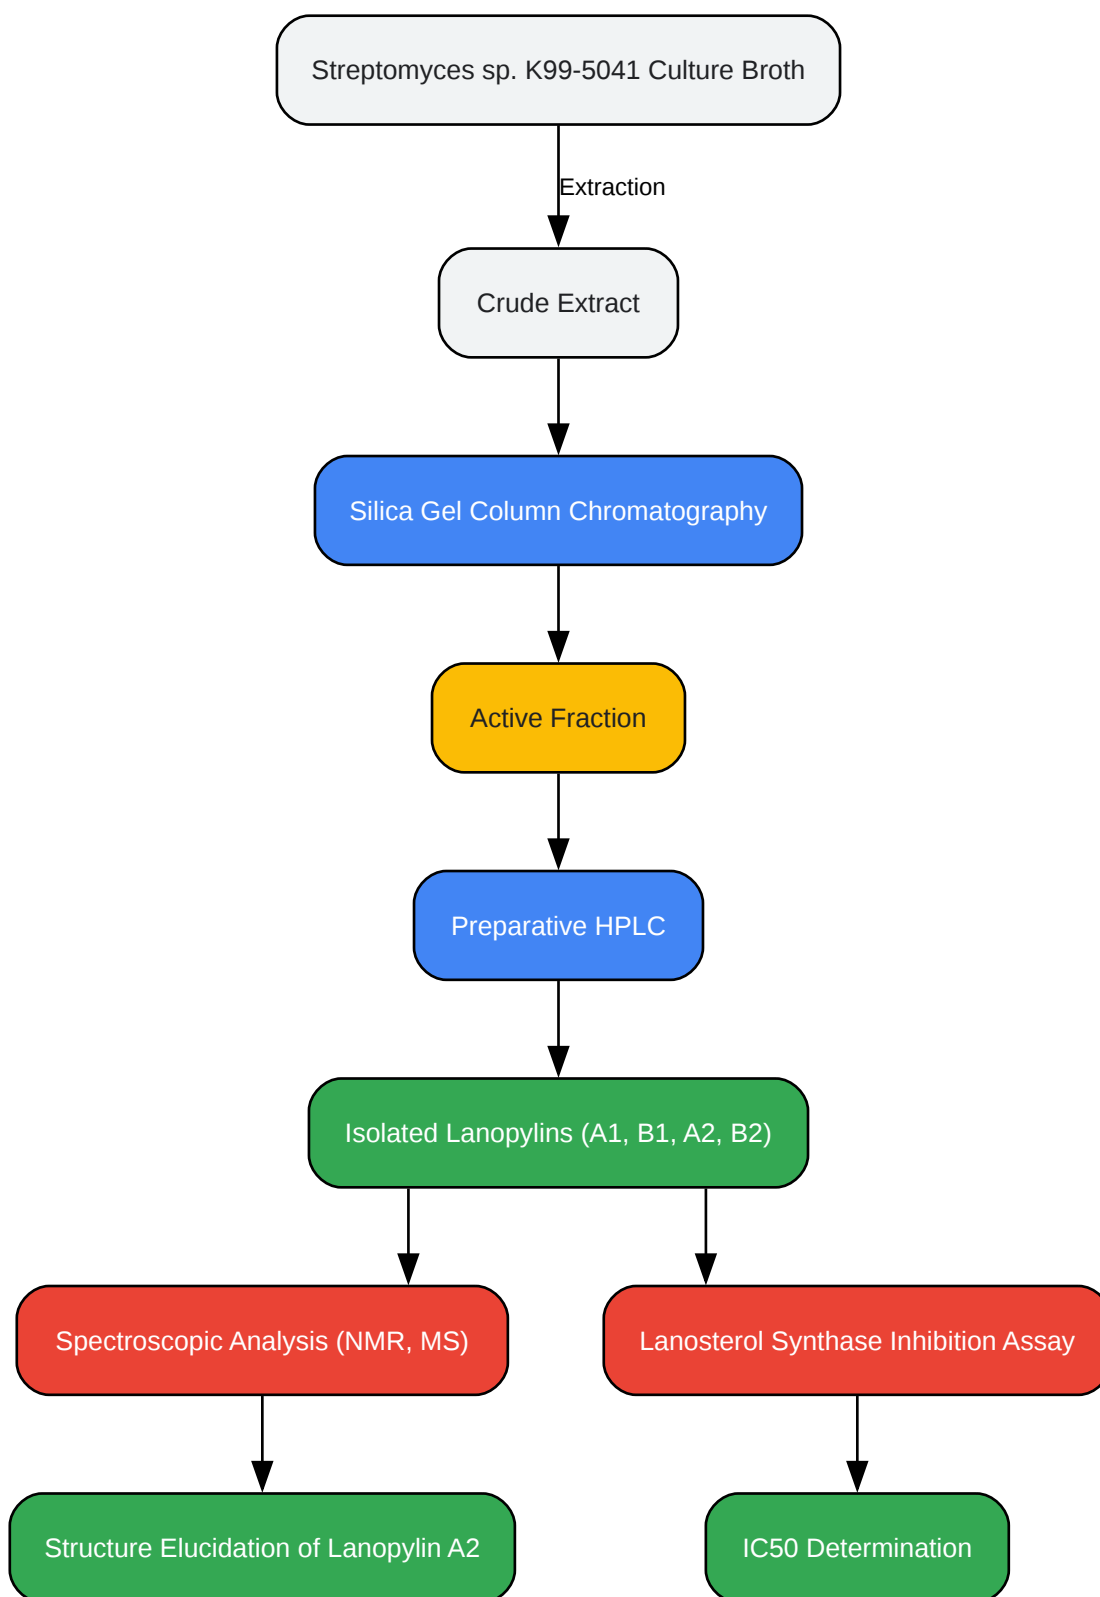 Streptomyces sp. K99-5041 Culture Broth
Extraction
Crude Extract
Silica Gel Column Chromatography
Active Fraction
Preparative HPLC
Isolated Lanopylins (A1, B1, A2, B2)
Spectroscopic Analysis (NMR, MS)
Lanosterol Synthase Inhibition Assay
Structure Elucidation of Lanopylin A2
IC50 Determination